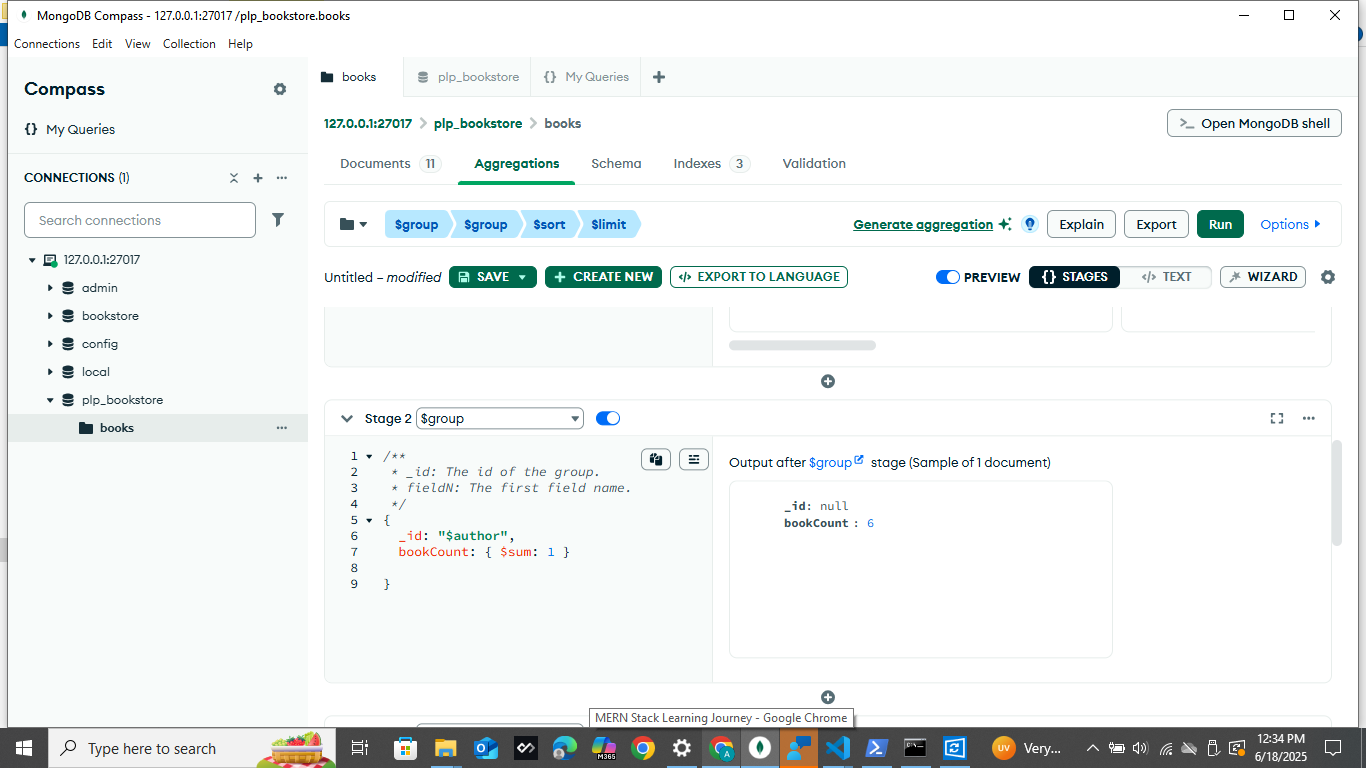 MongoDB Compass - 127.0.0.1:27017 /plp_bookstore.books
Connections Edit View Collection Help
Compass
My Queries
CONNECTIONS (1)
Search connections
127.0.0.1:27017
admin
bookstore
config
local
plp_bookstore
books
books
plp_bookstore
My Queries
127.0.0.1:27017 > plp_bookstore > books
>_ Open MongoDB shell
Documents 11 Aggregations Schema Indexes 3 Validation
$group $group $sort $limit
Generate aggregation
Explain
Export
Run
Options
Untitled – modified
SAVE
CREATE NEW
</> EXPORT TO LANGUAGE
PREVIEW
{} STAGES
</> TEXT
WIZARD
Stage 2 $group
1 /**
2 * _id: The id of the group.
3 * fieldN: The first field name.
4 */
5 {
6 _id: "$author",
7 bookCount: { $sum: 1 }
8
9 }
Output after $group stage (Sample of 1 document)
_id: null
bookCount : 6
MERN Stack Learning Journey - Google Chrome
Type here to search
M365
A
UV
Very...
12:34 PM
6/18/2025